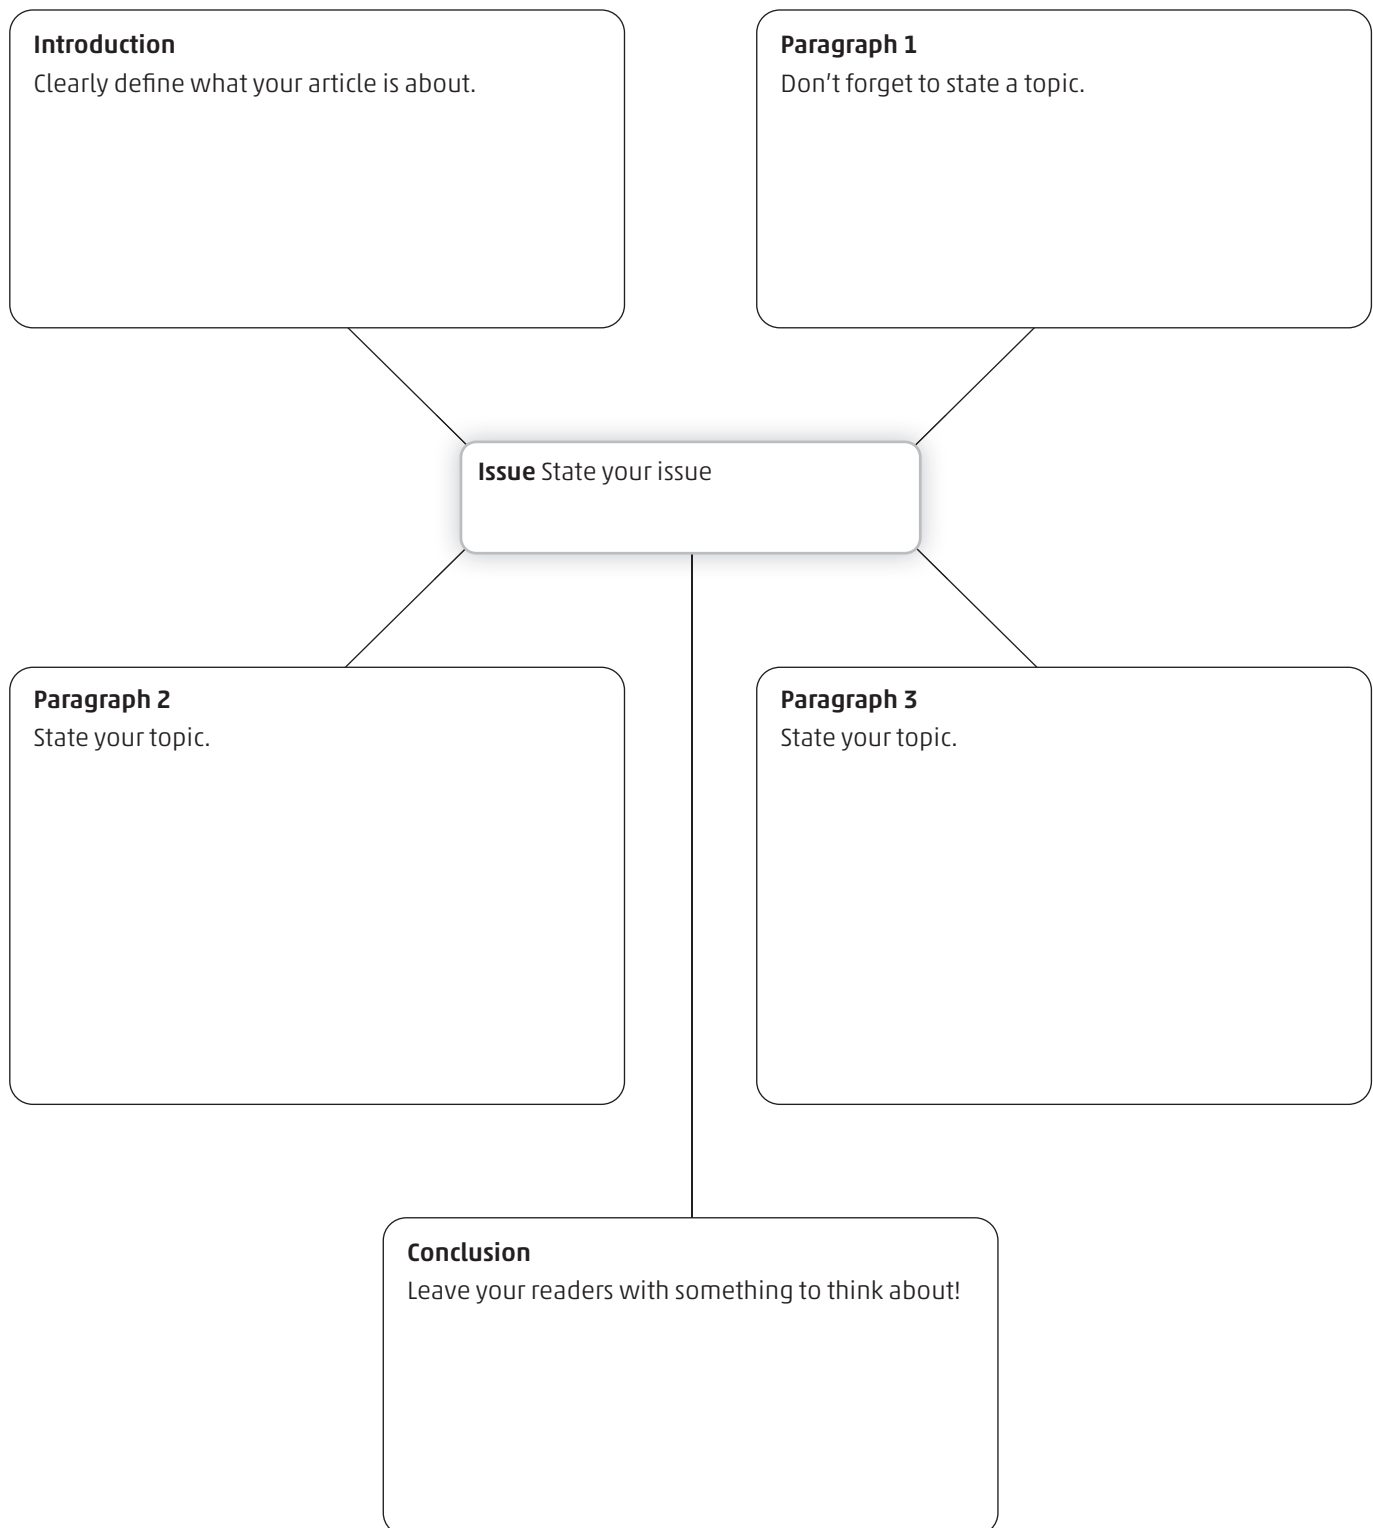 Introduction
Clearly define what your article is about.
Paragraph 1
Don't forget to state a topic.
Issue State your issue
Paragraph 2
State your topic.
Paragraph 3
State your topic.
Conclusion
Leave your readers with something to think about!